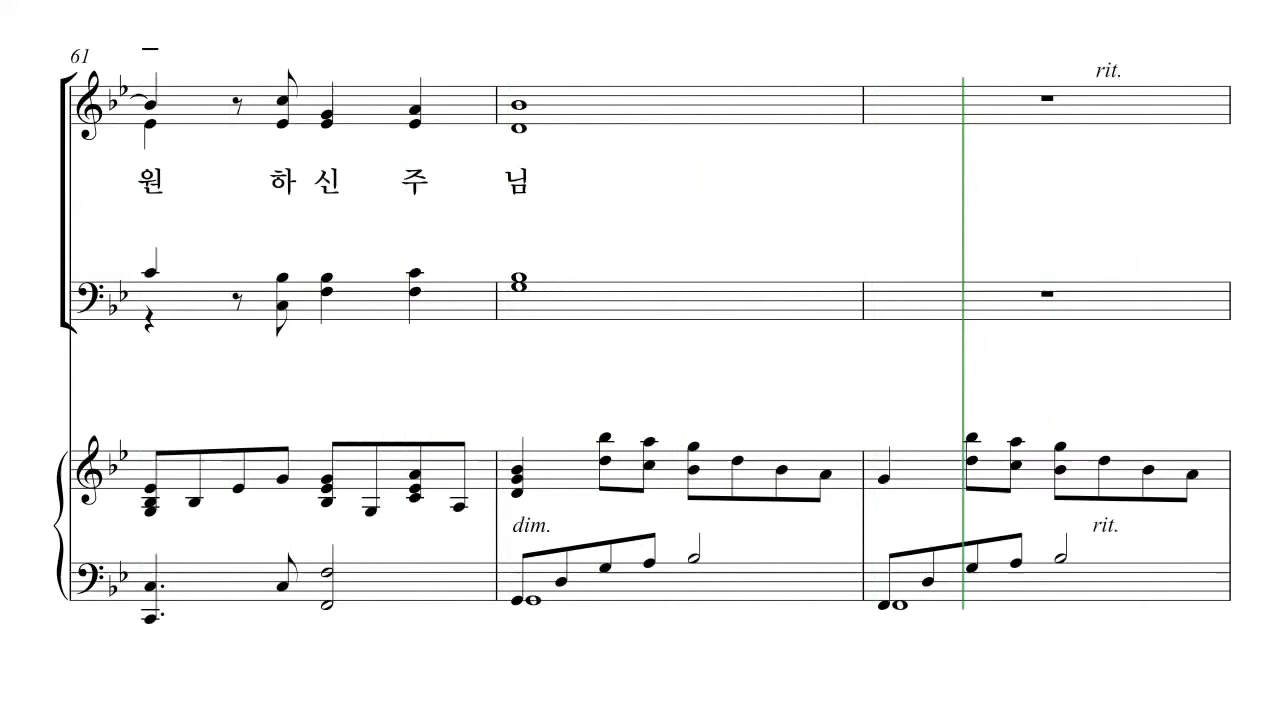 61
rit.
원 하 신 주 님
dim.
rit.